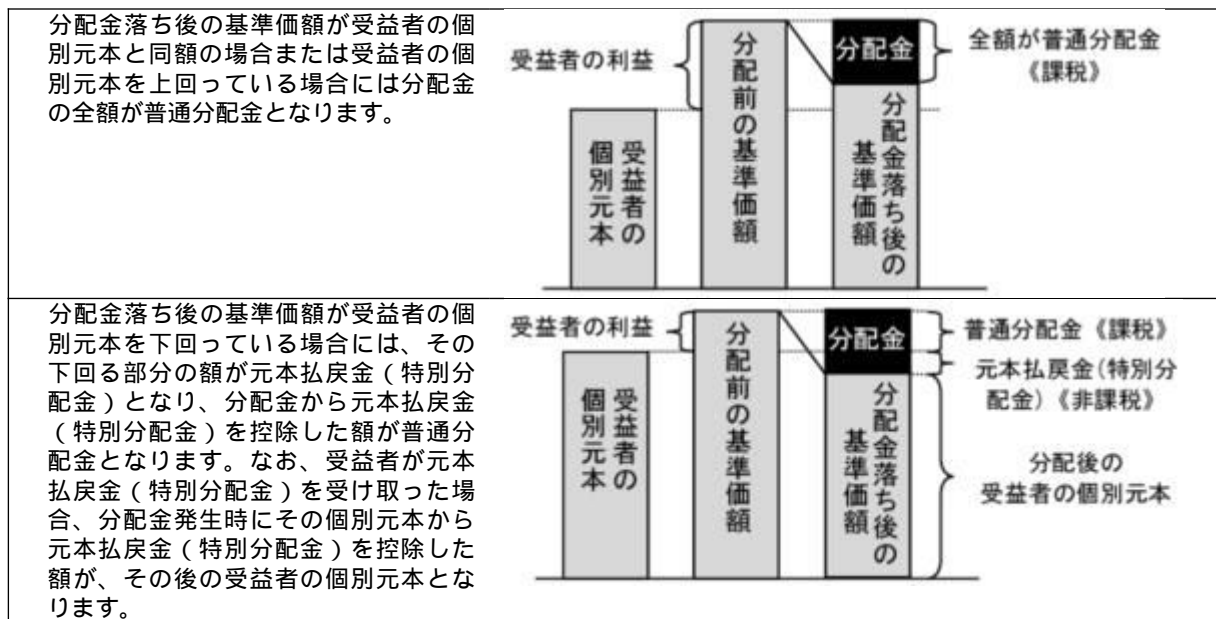 分配金落ち後の基準価額が受益者の個
別元本と同額の場合または受益者の個
別元本を上回っている場合には分配金
の全額が普通分配金となります。
受益者の利益
受益者の
個別元本
分配前の基準価額
分配金
分配金落ち後の
基準価額
全額が普通分配金
《課税》
分配金落ち後の基準価額が受益者の個
別元本を下回っている場合には、その
下回る部分の額が元本払戻金(特別分
配金)となり、分配金から元本払戻金
(特別分配金)を控除した額が普通分
配金となります。なお、受益者が元本
払戻金(特別分配金)を受け取った場
合、分配金発生時にその個別元本から
元本払戻金(特別分配金)を控除した
額が、その後の受益者の個別元本とな
ります。
受益者の利益
受益者の
個別元本
分配前の基準価額
分配金
分配金落ち後の
基準価額
普通分配金《課税》
元本払戻金(特別分
配金)《非課税》
分配後の
受益者の個別元本